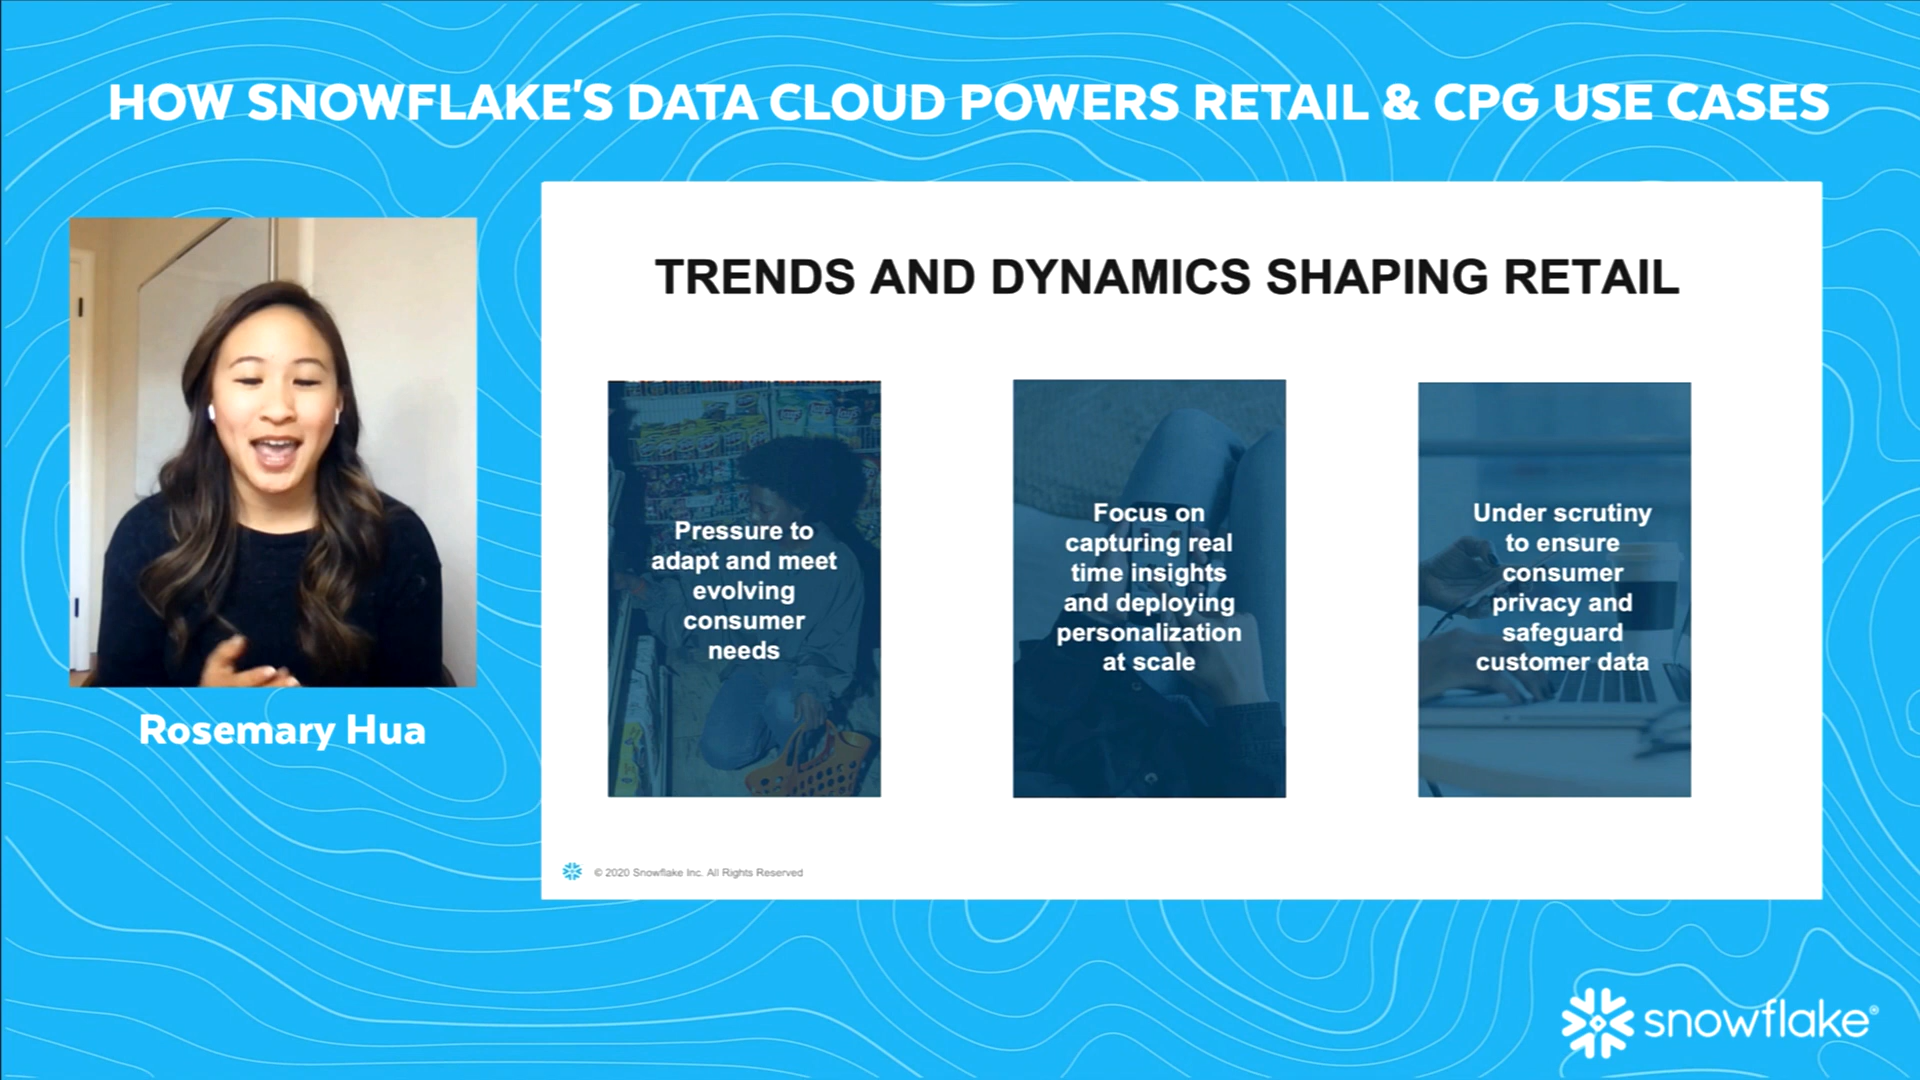 HOW SNOWFLAKE'S DATA CLOUD POWERS RETAIL & CPG USE CASES
TRENDS AND DYNAMICS SHAPING RETAIL
Pressure to
adapt and meet
evolving
consumer
needs
Focus on
capturing real
time insights
and deploying
personalization
at scale
Under scrutiny
to ensure
consumer
privacy and
safeguard
customer data
Rosemary Hua
© 2020 Snowflake Inc. All Rights Reserved
snowflake®